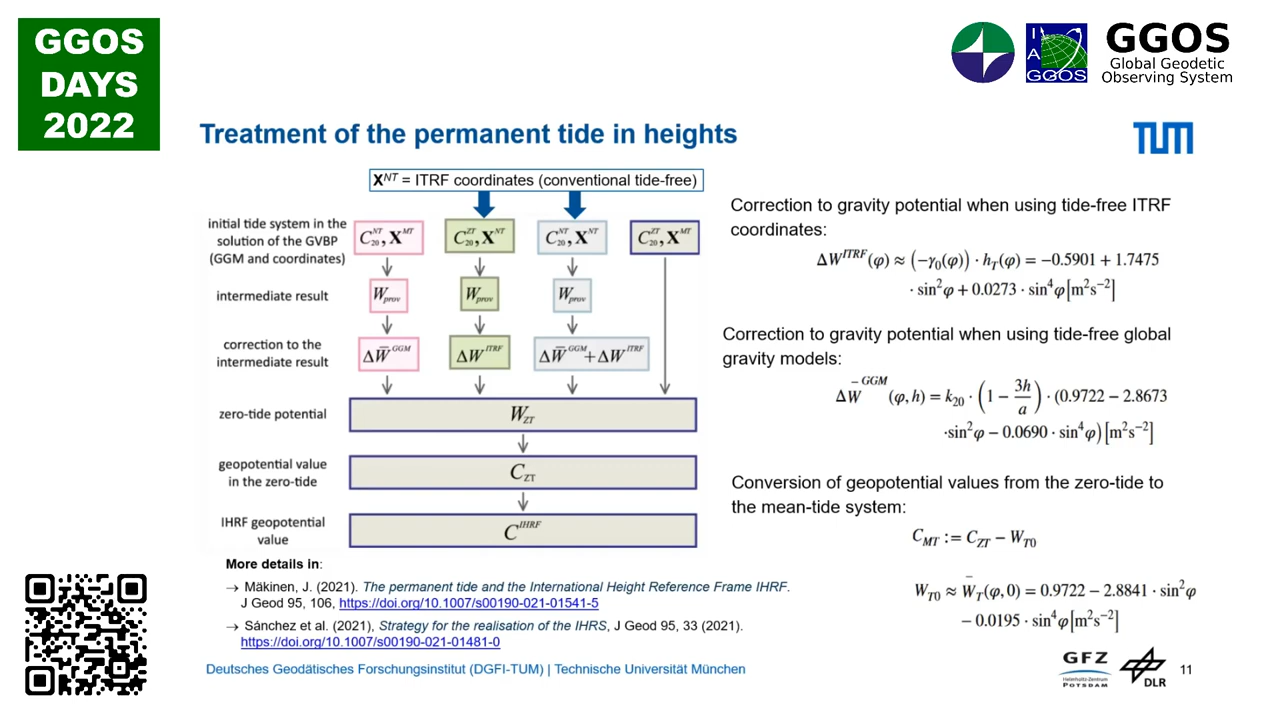 GGOS
DAYS
2022
I
A
G
GGOS
GGOS
Global Geodetic
Observing System
Treatment of the permanent tide in heights
TUM
X^NT = ITRF coordinates (conventional tide-free)
initial tide system in the
solution of the GVBP
(GGM and coordinates)
C_20^NT, X^MT
C_20^ZT, X^NT
C_20^NT, X^NT
C_20^ZT, X^MT
intermediate result
W_prov
W_prov
W_prov
correction to the
intermediate result
ΔW̅^GGM
ΔW^ITRF
ΔW̅^GGM + ΔW^ITRF
zero-tide potential
W_ZT
geopotential value
in the zero-tide
C_ZT
IHRF geopotential
value
C^IHRF
More details in:
→ Mäkinen, J. (2021). The permanent tide and the International Height Reference Frame IHRF.
J Geod 95, 106, https://doi.org/10.1007/s00190-021-01541-5
→ Sánchez et al. (2021), Strategy for the realisation of the IHRS, J Geod 95, 33 (2021).
https://doi.org/10.1007/s00190-021-01481-0
Correction to gravity potential when using tide-free ITRF
coordinates:
ΔW^ITRF(φ) ≈ (−γ_0(φ)) · h_T(φ) = −0.5901 + 1.7475
· sin²φ + 0.0273 · sin⁴φ[m²s⁻²]
Correction to gravity potential when using tide-free global
gravity models:
ΔW̅^GGM(φ, h) = k_20 · (1 − 3h/a) · (0.9722 − 2.8673
·sin²φ − 0.0690 · sin⁴φ)[m²s⁻²]
Conversion of geopotential values from the zero-tide to
the mean-tide system:
C_MT := C_ZT − W_T0
W_T0 ≈ W̅_T(φ, 0) = 0.9722 − 2.8841 · sin²φ
− 0.0195 · sin⁴φ[m²s⁻²]
Deutsches Geodätisches Forschungsinstitut (DGFI-TUM) | Technische Universität München
GFZ
Helmholtz-Zentrum
POTSDAM
DLR
11